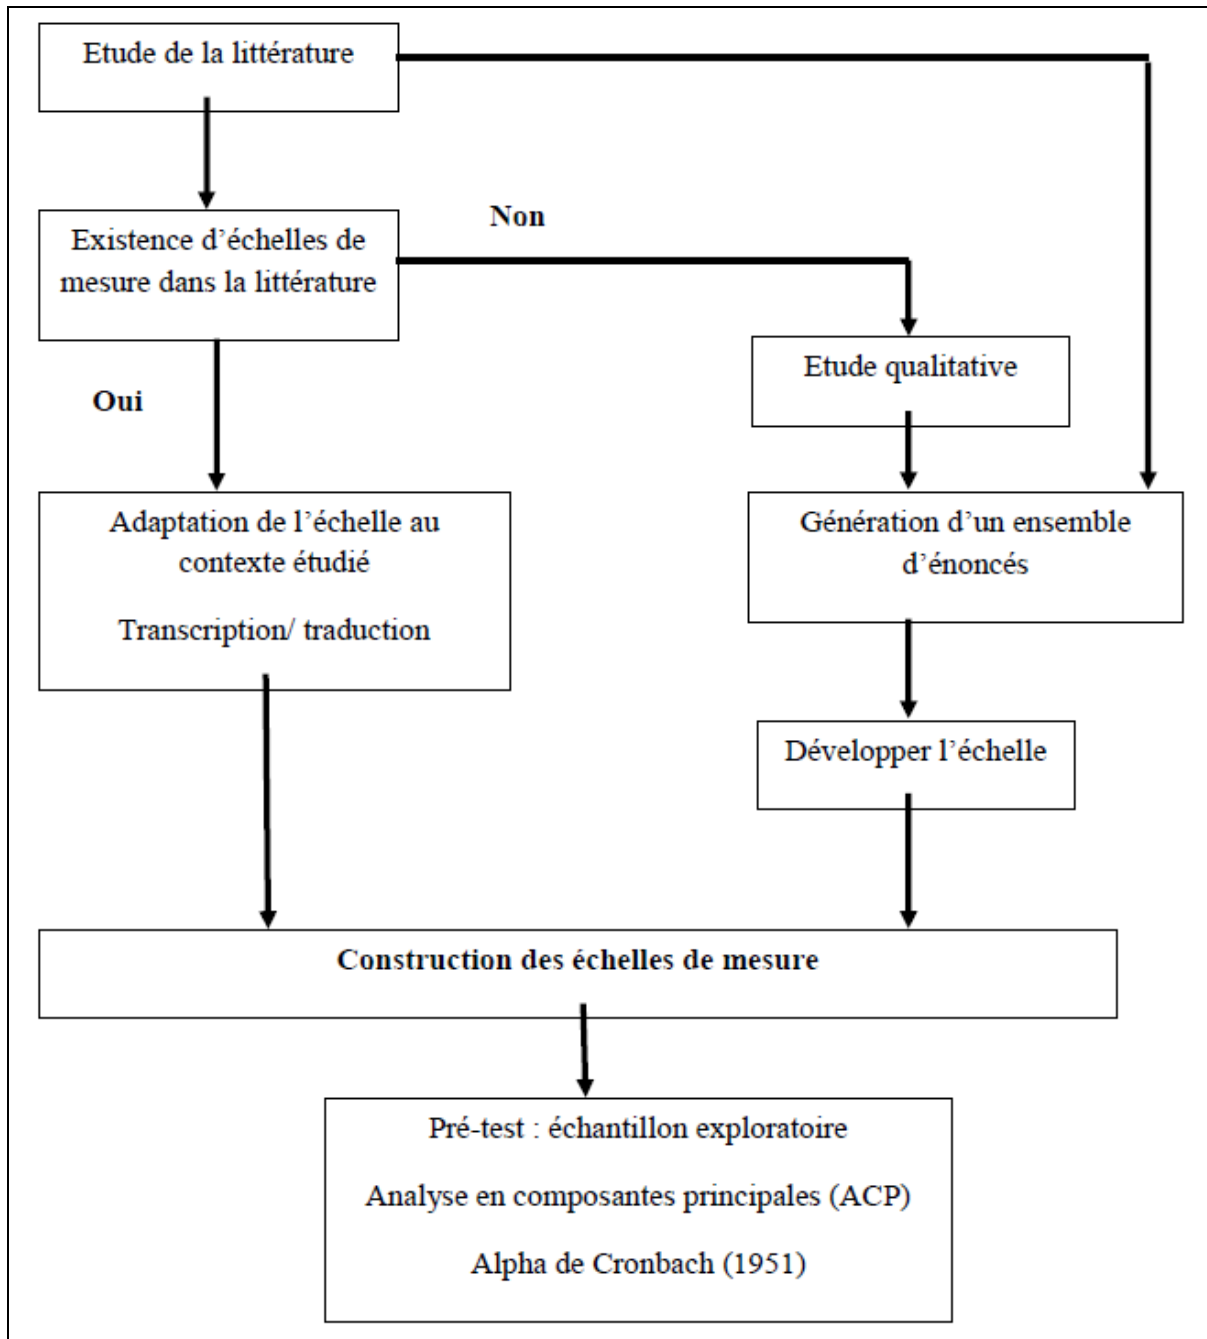 Etude de la littérature
Existence d’échelles de
mesure dans la littérature
Non
Etude qualitative
Oui
Adaptation de l’échelle au
contexte étudié
Transcription/ traduction
Génération d’un ensemble
d’énoncés
Développer l’échelle
Construction des échelles de mesure
Pré-test : échantillon exploratoire
Analyse en composantes principales (ACP)
Alpha de Cronbach (1951)